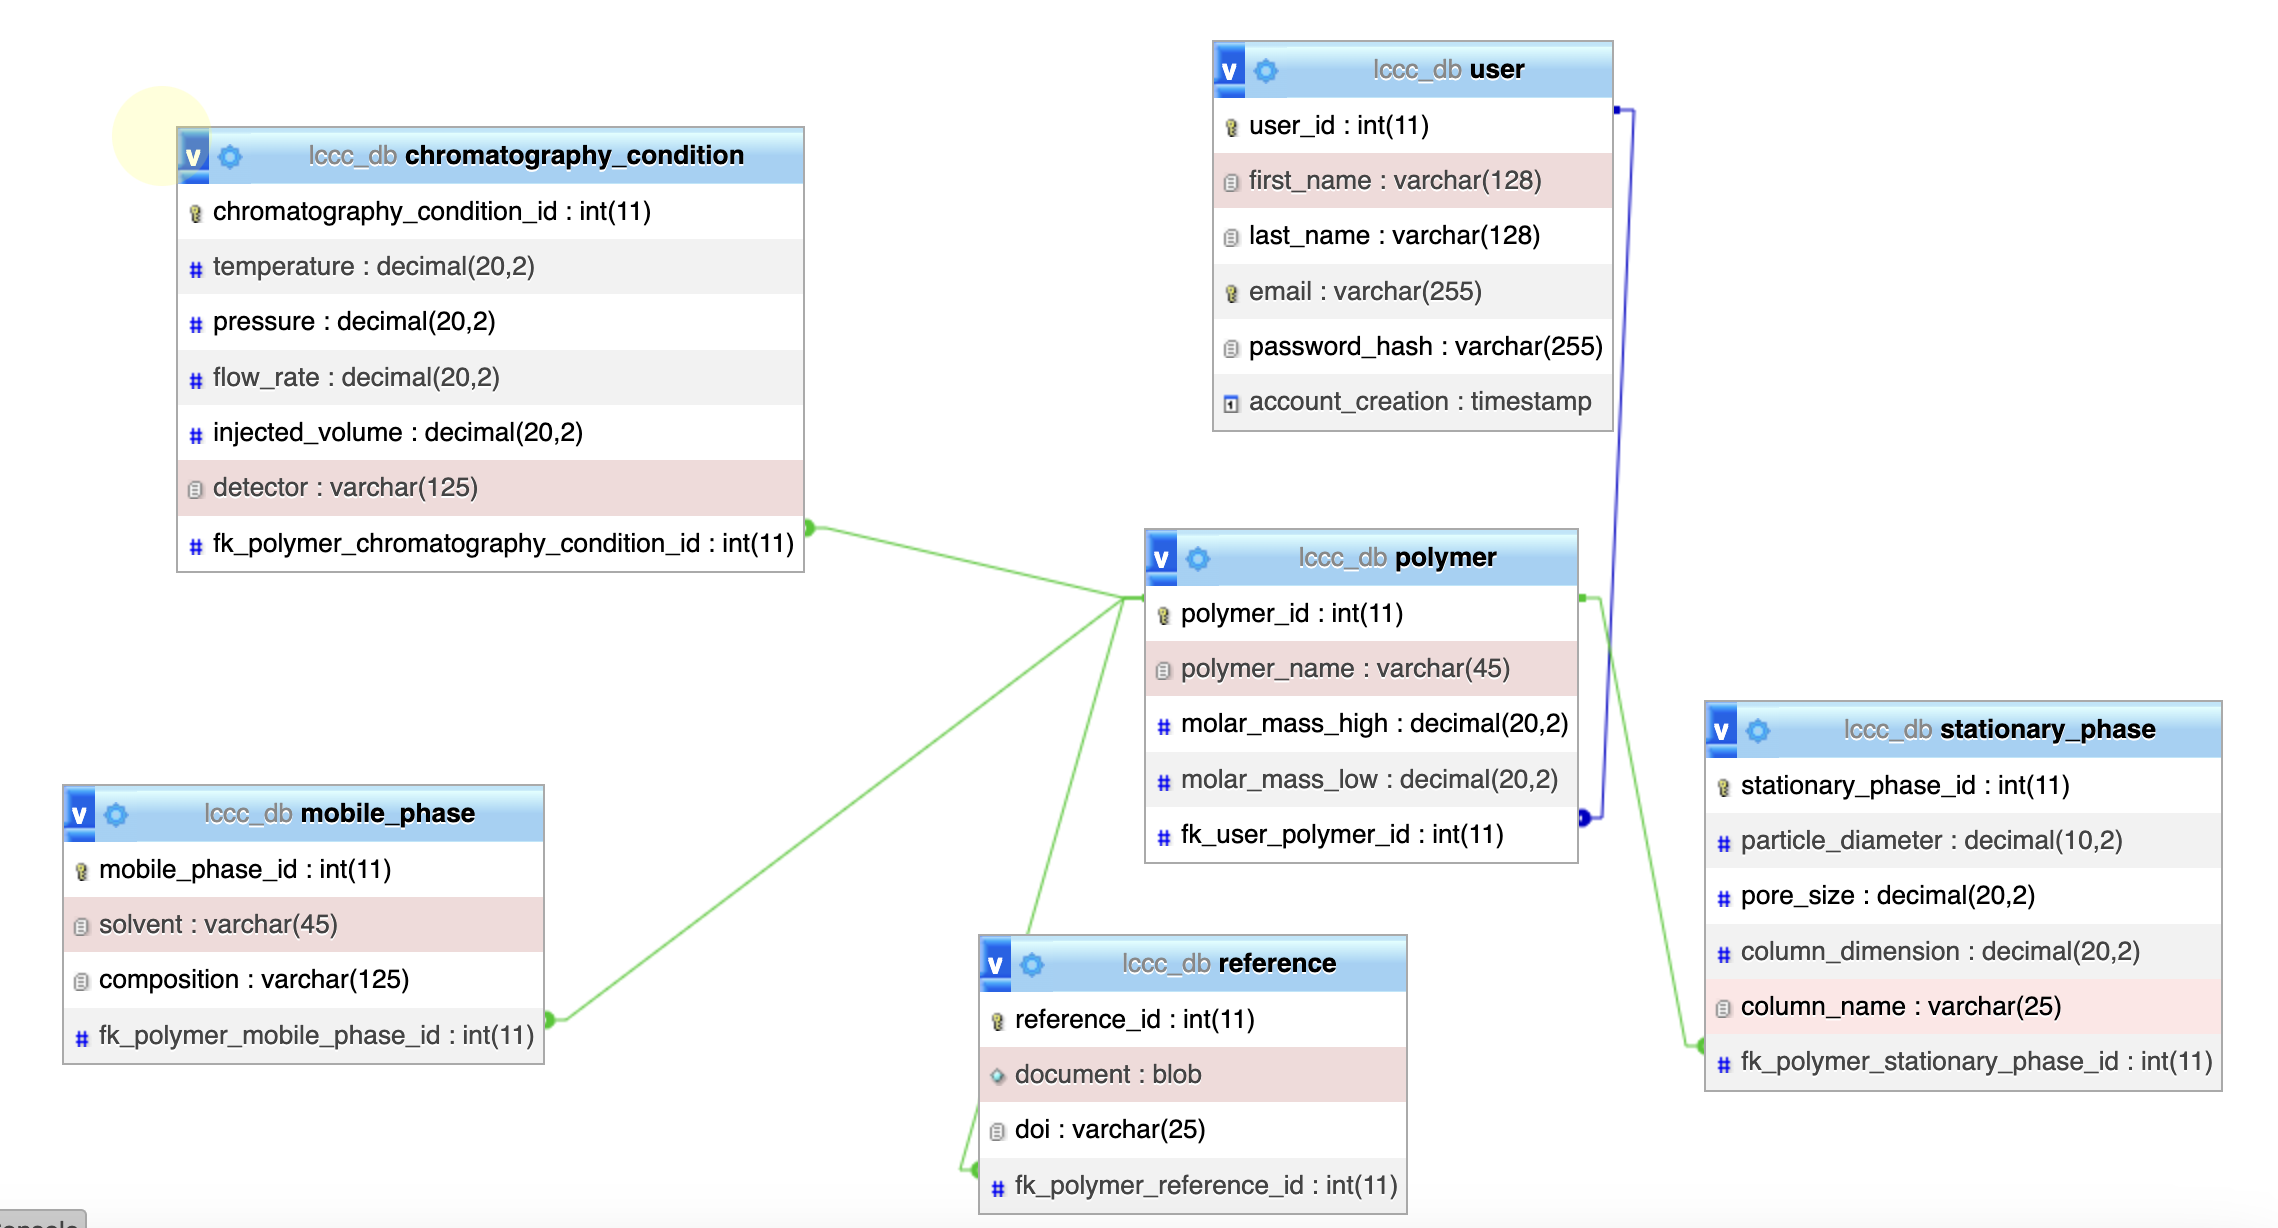 lccc_db user
v
user_id : int(11)
first_name : varchar(128)
last_name : varchar(128)
email : varchar(255)
password_hash : varchar(255)
account_creation : timestamp
lccc_db chromatography_condition
v
chromatography_condition_id : int(11)
# temperature : decimal(20,2)
# pressure : decimal(20,2)
# flow_rate : decimal(20,2)
# injected_volume : decimal(20,2)
detector : varchar(125)
# fk_polymer_chromatography_condition_id : int(11)
v lccc_db polymer
polymer_id : int(11)
polymer_name : varchar(45)
# molar_mass_high : decimal(20,2)
# molar_mass_low : decimal(20,2)
# fk_user_polymer_id : int(11)
v lccc_db stationary_phase
stationary_phase_id : int(11)
# particle_diameter : decimal(10,2)
# pore_size : decimal(20,2)
# column_dimension : decimal(20,2)
column_name : varchar(25)
# fk_polymer_stationary_phase_id : int(11)
v lccc_db mobile_phase
mobile_phase_id : int(11)
solvent : varchar(45)
composition : varchar(125)
# fk_polymer_mobile_phase_id : int(11)
v lccc_db reference
reference_id : int(11)
document : blob
doi : varchar(25)
# fk_polymer_reference_id : int(11)